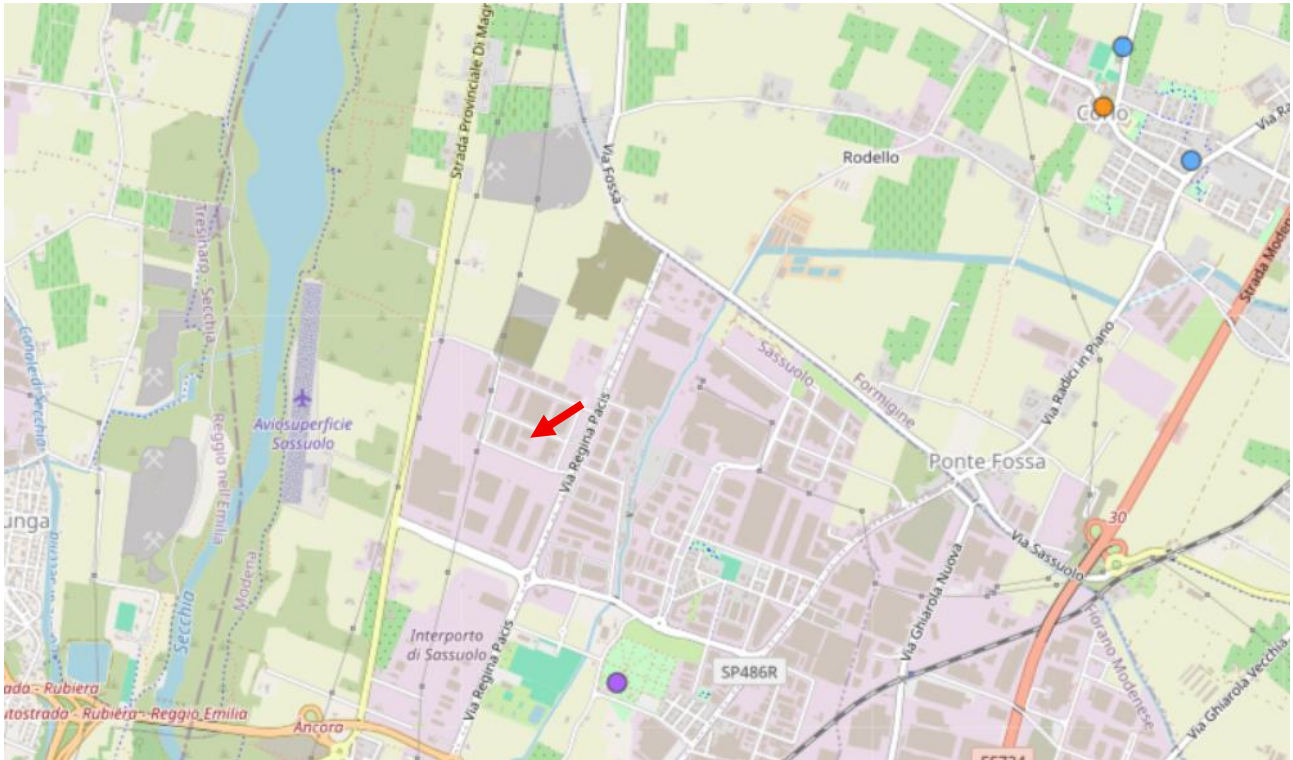 Strada Provinciale Di Magr
Via Fossa
Rodello
Via Ra
Tresinaro - Secchia
Canale di Secchia
Strada Moden
Sassuolo
Formigine
Via Radici in Piano
Aviosuperficie
Sassuolo
Reggio nell'Emilia
Via Regina Pacis
Ponte Fossa
unga
30
Via Sassuolo
Modena
Secchia
Via Ghiarola Nuova
orano Modenese
Interporto
di Sassuolo
Via Regina Pacis
SP486R
Via Ghiarola Vecchia
ada - Rubiera
utostrada - Rubiera - Reggio Emilia
Ancora